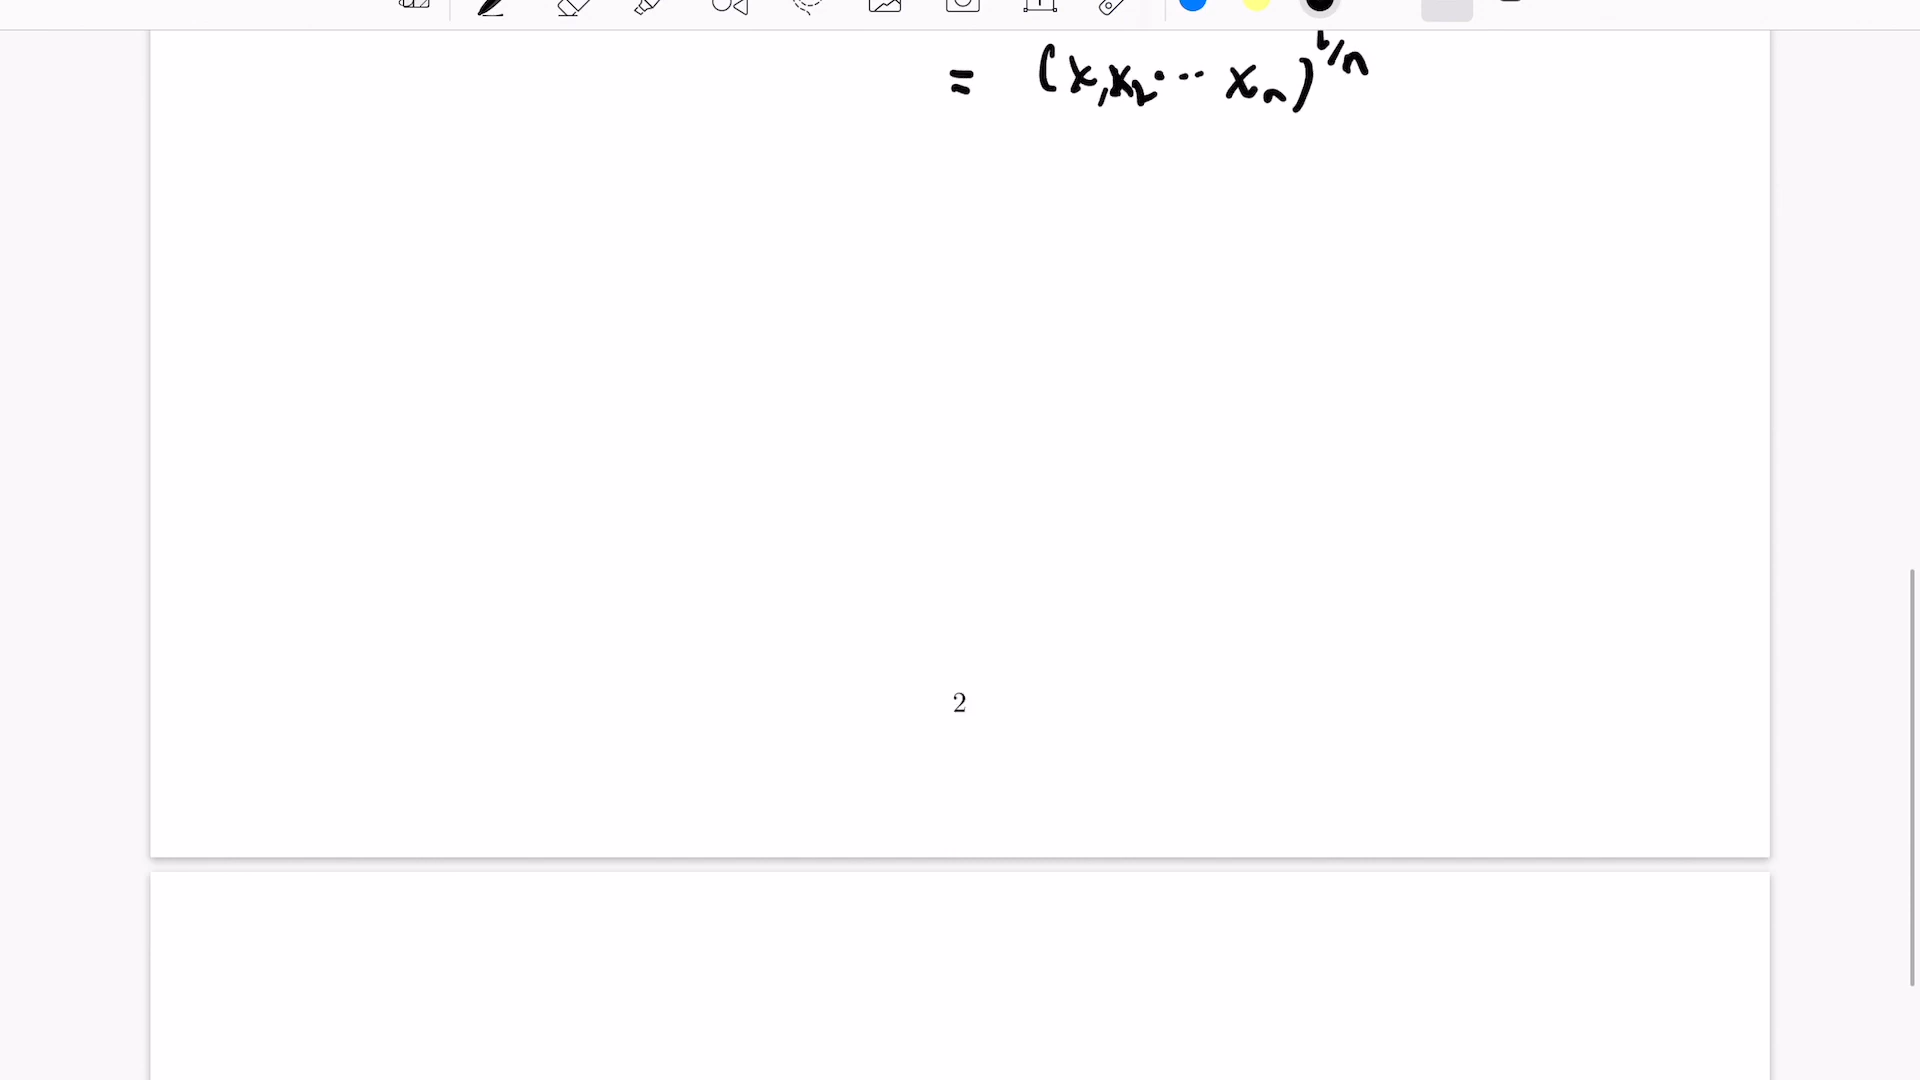 = (x₁x₂··· xₙ)^{1/n}
2